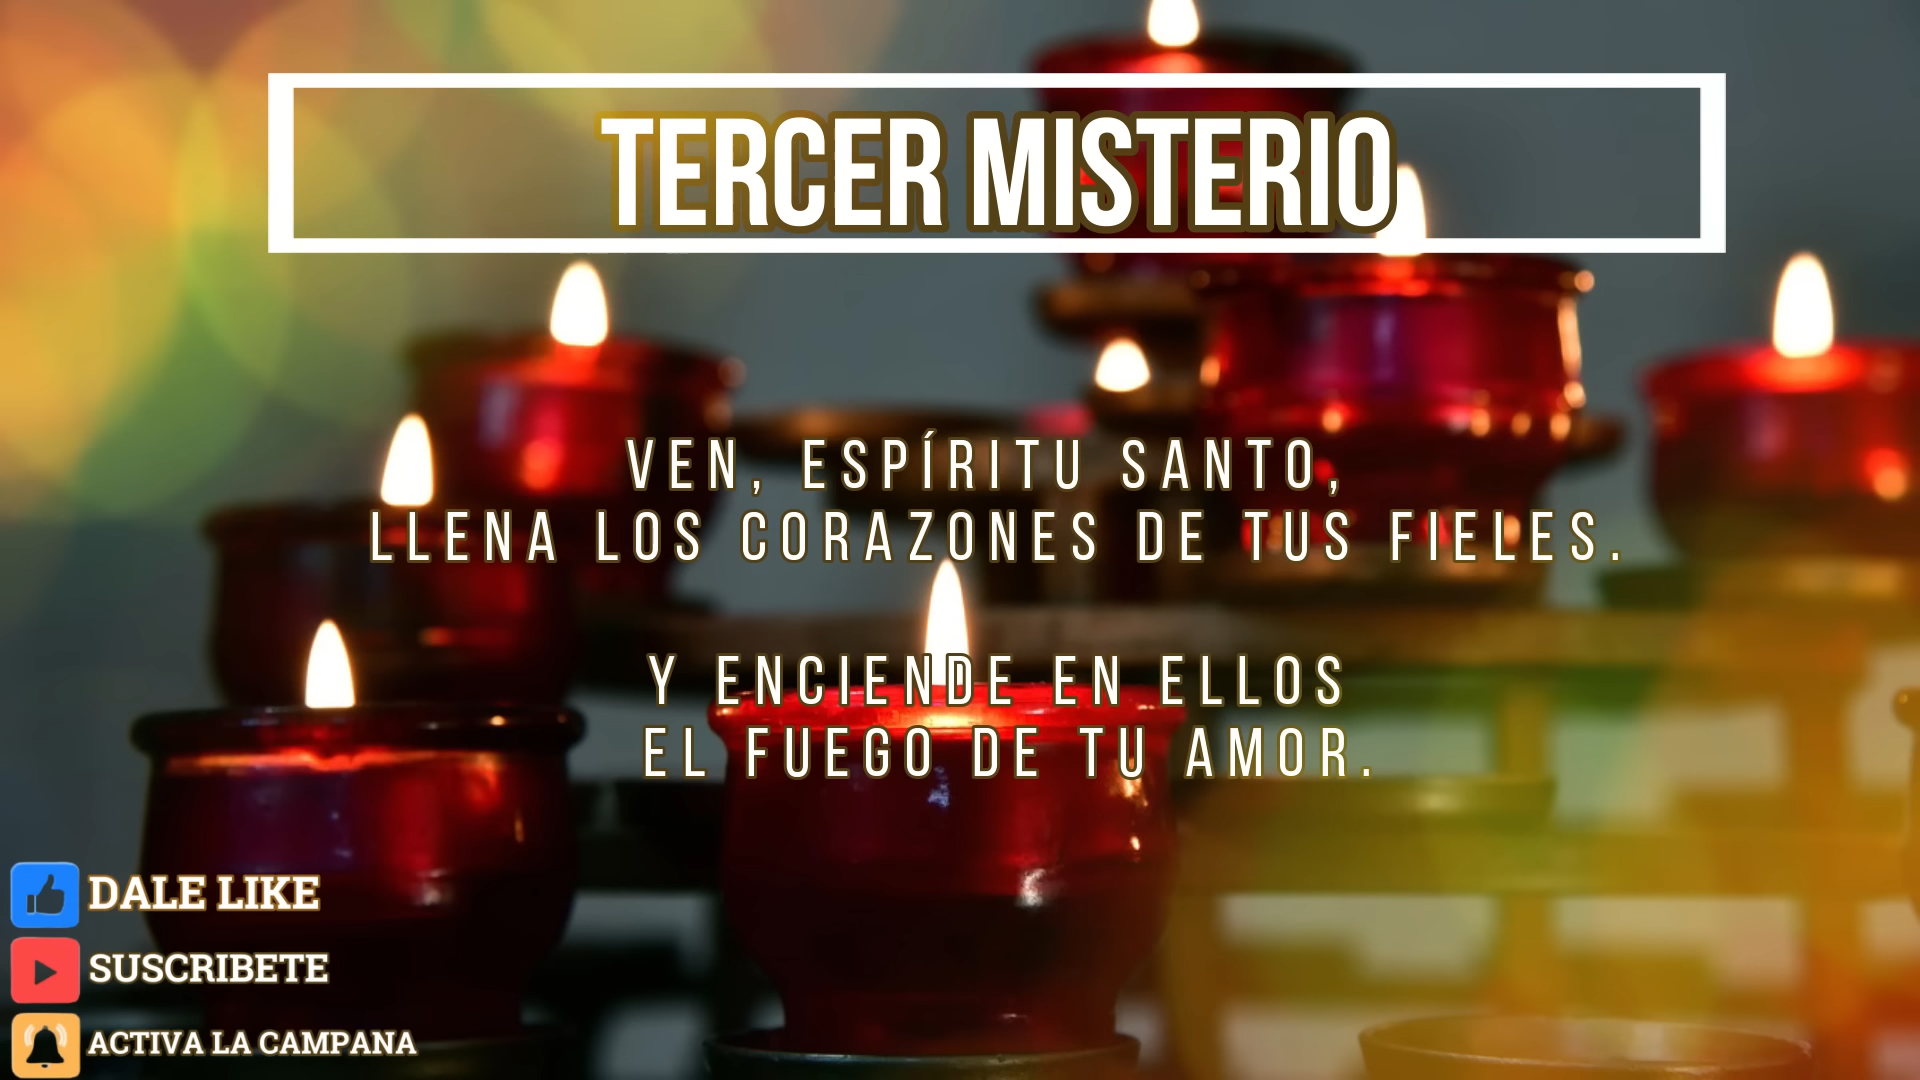 TERCER MISTERIO
VEN, ESPÍRITU SANTO,
LLENA LOS CORAZONES DE TUS FIELES.
Y ENCIENDE EN ELLOS
EL FUEGO DE TU AMOR.
DALE LIKE
SUSCRIBETE
ACTIVA LA CAMPANA